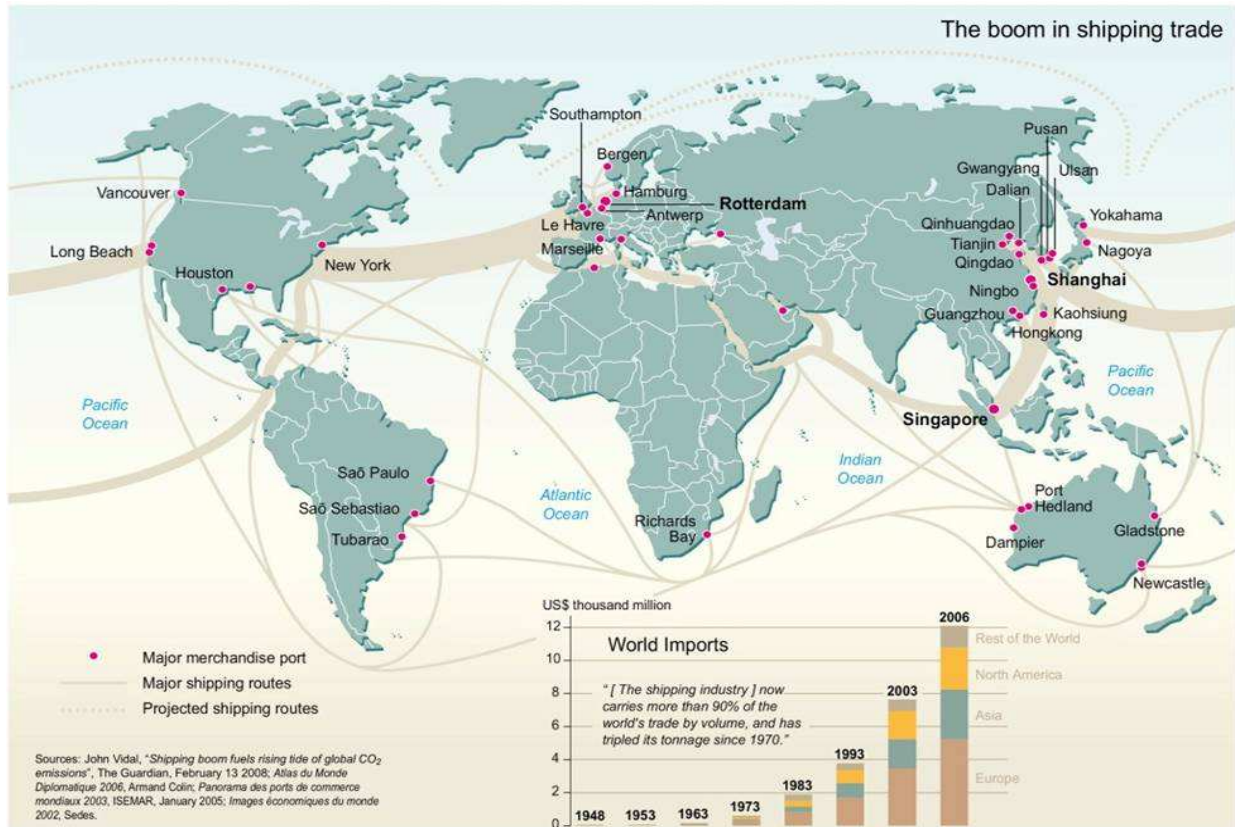 The boom in shipping trade
Southampton
Bergen
Pusan
Gwangyang
Ulsan
Dalian
Vancouver
Hamburg
Rotterdam
Le Havre
Antwerp
Qinhuangdao
Yokahama
Long Beach
Marseille
Tianjin
Nagoya
New York
Houston
Qingdao
Shanghai
Ningbo
Guangzhou
Kaohsiung
Hongkong
Pacific
Ocean
Pacific
Ocean
Singapore
Saō Paulo
Indian
Ocean
Atlantic
Ocean
Saō Sebastiao
Port
Hedland
Richards
Bay
Tubarao
Gladstone
Dampier
Newcastle
Major merchandise port
Major shipping routes
Projected shipping routes
US$ thousand million
World Imports
12
10
8
6
4
2
0
" [ The shipping industry ] now
carries more than 90% of the
world's trade by volume, and has
tripled its tonnage since 1970."
1948
1953
1963
1973
1983
1993
2003
2006
Rest of the World
North America
Asia
Europe
Sources: John Vidal, "Shipping boom fuels rising tide of global CO₂
emissions", The Guardian, February 13 2008; Atlas du Monde
Diplomatique 2006, Armand Colin; Panorama des ports de commerce
mondiaux 2003, ISEMAR, January 2005; Images économiques du monde
2002, Sedes.